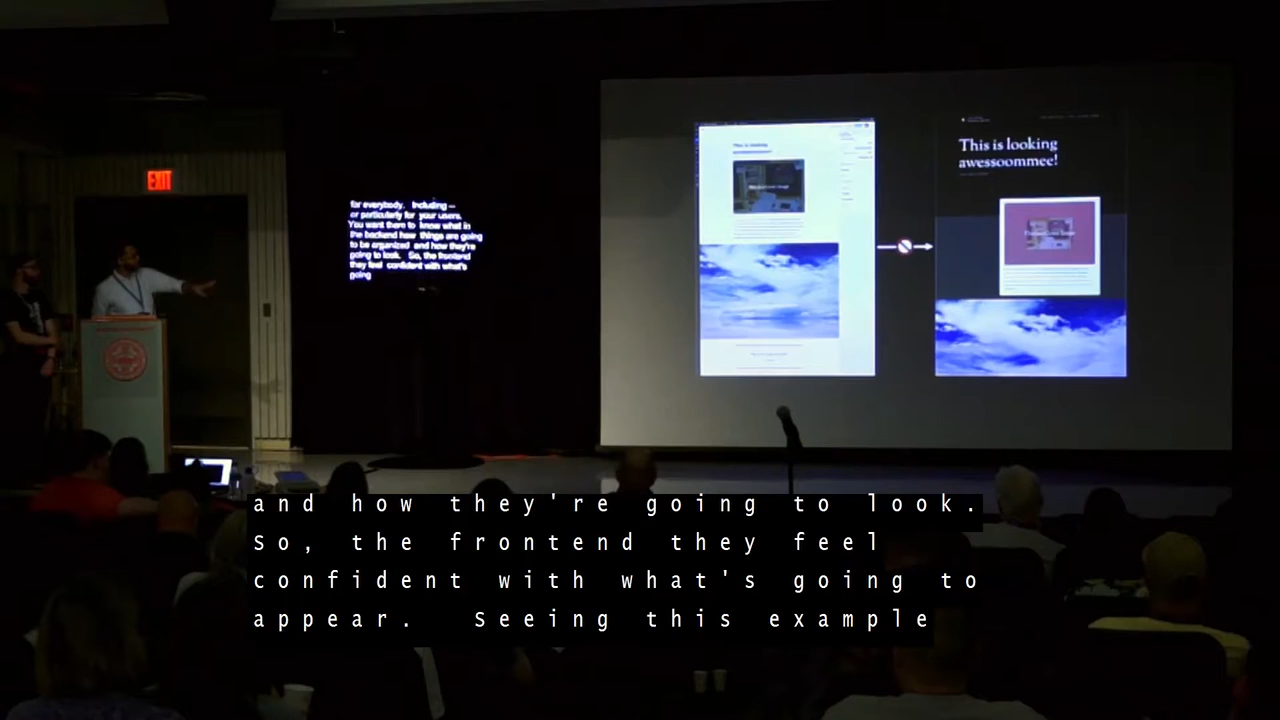 EXIT
for everybody. Including --
or particularly for your users.
You want them to know what in
the backend how things are going
to be organized and how they're
going to look. So, the frontend
they feel confident with what's
going
This is looking
This is looking
awessoommee!
and how they're going to look.
So, the frontend they feel
confident with what's going to
appear. Seeing this example